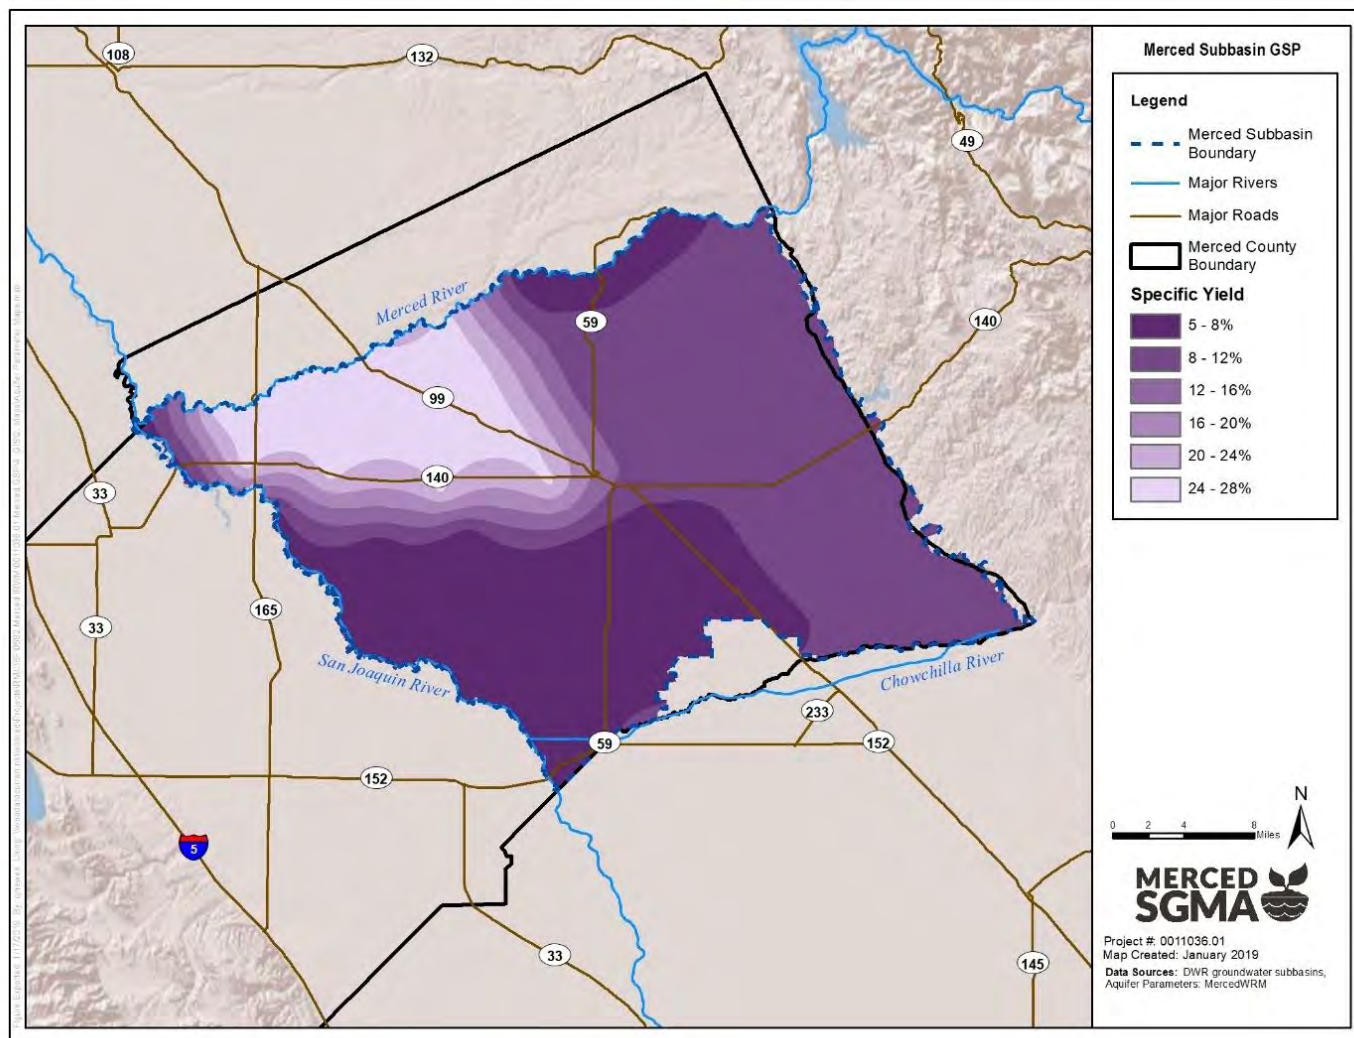 Merced Subbasin GSP
Legend
Merced Subbasin
Boundary
Major Rivers
Major Roads
Merced County
Boundary
Specific Yield
5 - 8%
8 - 12%
12 - 16%
16 - 20%
20 - 24%
24 - 28%
108
132
49
Merced River
59
140
99
140
33
165
33
San Joaquin River
Chowchilla River
233
59
152
152
5
33
145
N
0 2 4 8
Miles
MERCED
SGMA
Project #: 0011036.01
Map Created: January 2019
Data Sources: DWR groundwater subbasins,
Aquifer Parameters: MercedWRM